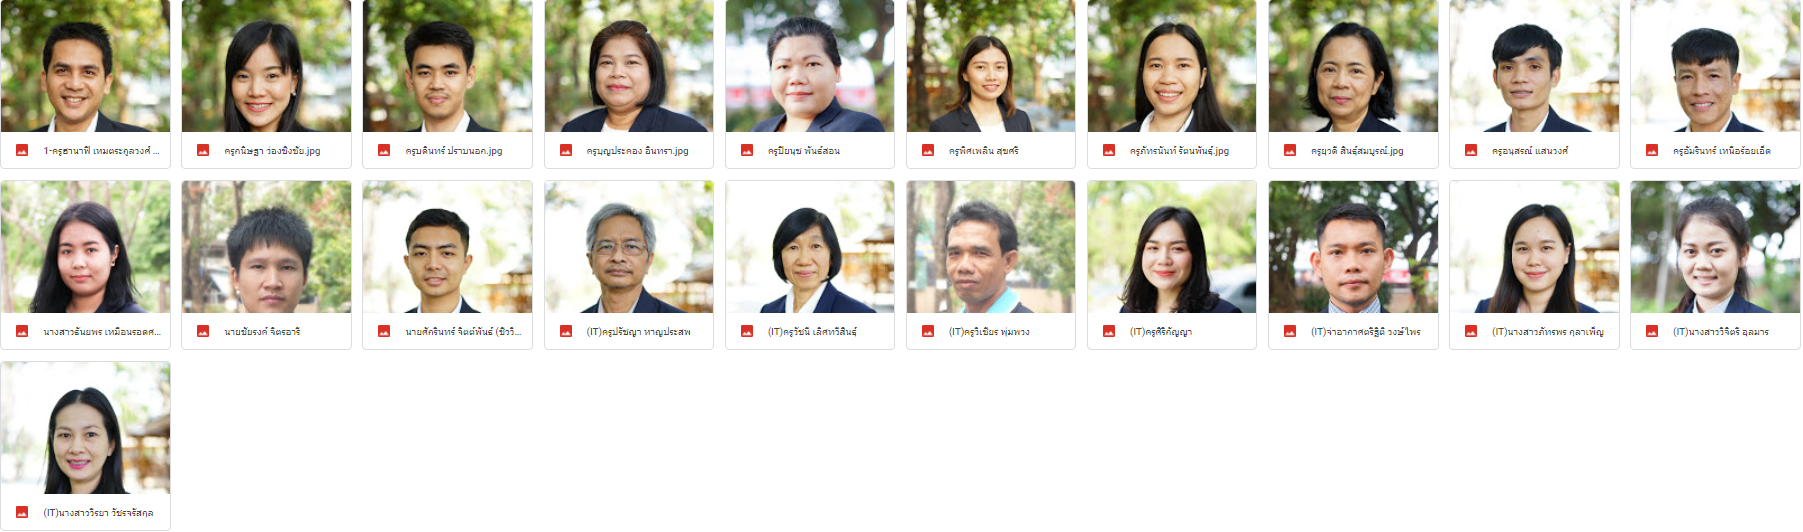 1-ครูฮานาฟี เหมตระกูลวงศ์ ...
ครูกนิษฐา ว่องชิงชัย.jpg
ครูบดินทร์ ปราบนอก.jpg
ครูบุญประคอง อินทรา.jpg
ครูปิยนุช พันธ์สอน
ครูพิศเพลิน สุขศรี
ครูภัทรนันท์ รัตนพันธุ์.jpg
ครูยุวดี สินธุ์สมบูรณ์.jpg
ครูอนุสรณ์ แสนวงศ์
ครูอัมรินทร์ เหนือร้อยเอ็ด
นางสาวธันยพร เหมือนรอดศ...
นายชัยรงค์ จิตรอารี
นายศักรินทร์ จิตต์พันธ์ (ชีววิ...
(IT)ครูปรัชญา หาญประสพ
(IT)ครูวัชนี เลิศทวีสินธุ์
(IT)ครูวิเชียร พุ่มพวง
(IT)ครูศิริกัญญา
(IT)จ่าอากาศตรีฐิติ วงษ์ไพร
(IT)นางสาวภัทรพร กุลาเพ็ญ
(IT)นางสาววิจิตรี อุลมาร
(IT)นางสาววิรยา วัชรจรัสกุล